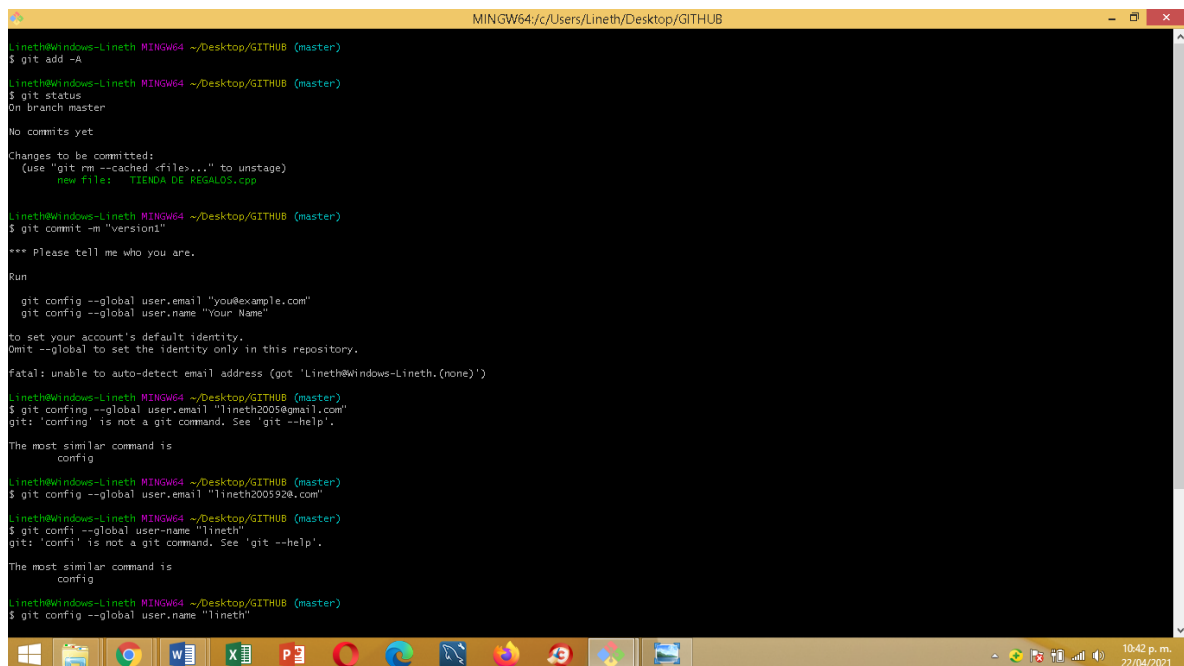 MINGW64:/c/Users/Lineth/Desktop/GITHUB
Lineth@Windows-Lineth MINGW64 ~/Desktop/GITHUB (master)
$ git add -A
Lineth@Windows-Lineth MINGW64 ~/Desktop/GITHUB (master)
$ git status
On branch master
No commits yet
Changes to be committed:
(use "git rm --cached <file>..." to unstage)
new file: TIENDA DE REGALOS.cpp
Lineth@Windows-Lineth MINGW64 ~/Desktop/GITHUB (master)
$ git commit -m "version1"
*** Please tell me who you are.
Run
git config --global user.email "you@example.com"
git config --global user.name "Your Name"
to set your account's default identity.
Omit --global to set the identity only in this repository.
fatal: unable to auto-detect email address (got 'Lineth@Windows-Lineth.(none)')
Lineth@Windows-Lineth MINGW64 ~/Desktop/GITHUB (master)
$ git confing --global user.email "lineth2005@gmail.com"
git: 'confing' is not a git command. See 'git --help'.
The most similar command is
config
Lineth@Windows-Lineth MINGW64 ~/Desktop/GITHUB (master)
$ git config --global user.email "lineth200592@.com"
Lineth@Windows-Lineth MINGW64 ~/Desktop/GITHUB (master)
$ git confi --global user-name "lineth"
git: 'confi' is not a git command. See 'git --help'.
The most similar command is
config
Lineth@Windows-Lineth MINGW64 ~/Desktop/GITHUB (master)
$ git config --global user.name "lineth"
10:42 p. m.
22/04/2021